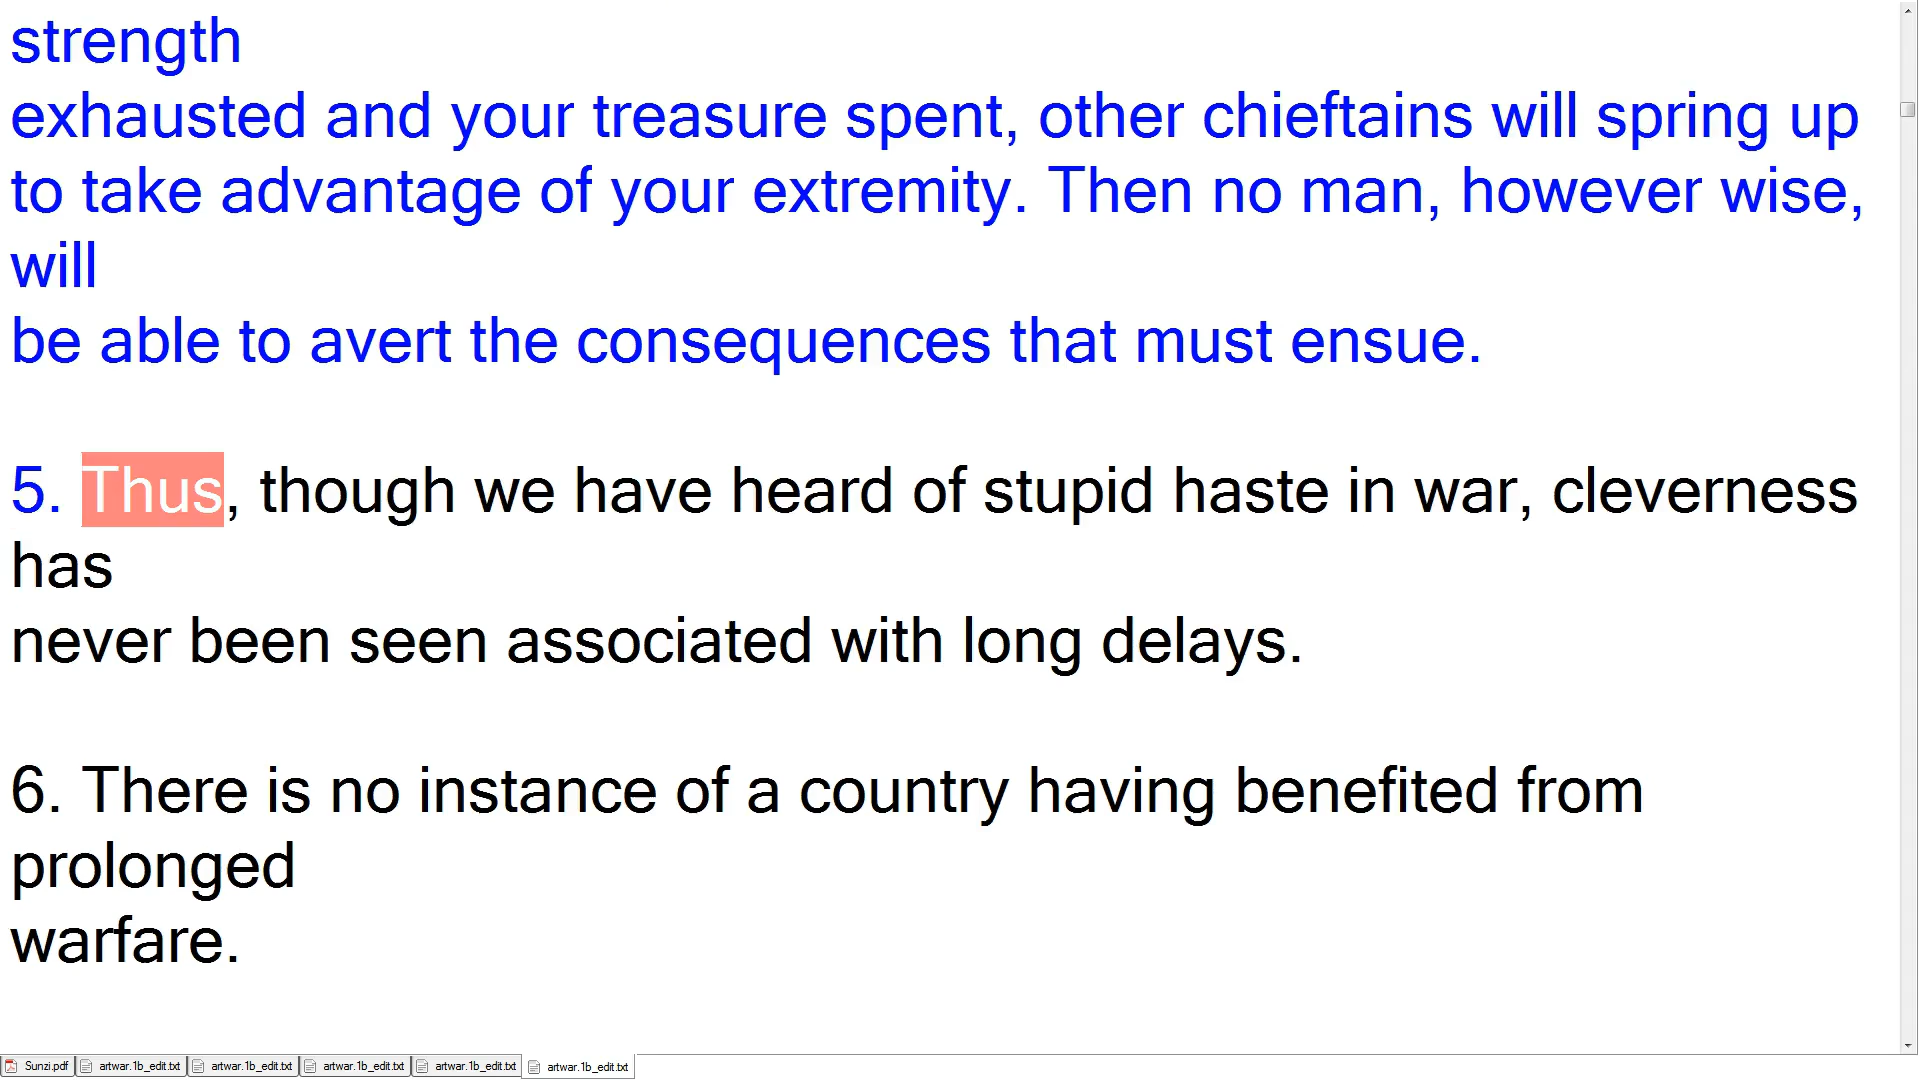 strength
exhausted and your treasure spent, other chieftains will spring up
to take advantage of your extremity. Then no man, however wise,
will
be able to avert the consequences that must ensue.
5. Thus, though we have heard of stupid haste in war, cleverness
has
never been seen associated with long delays.
6. There is no instance of a country having benefited from
prolonged
warfare.
Sunzi.pdf artwar.1b_edit.txt artwar.1b_edit.txt artwar.1b_edit.txt artwar.1b_edit.txt artwar.1b_edit.txt